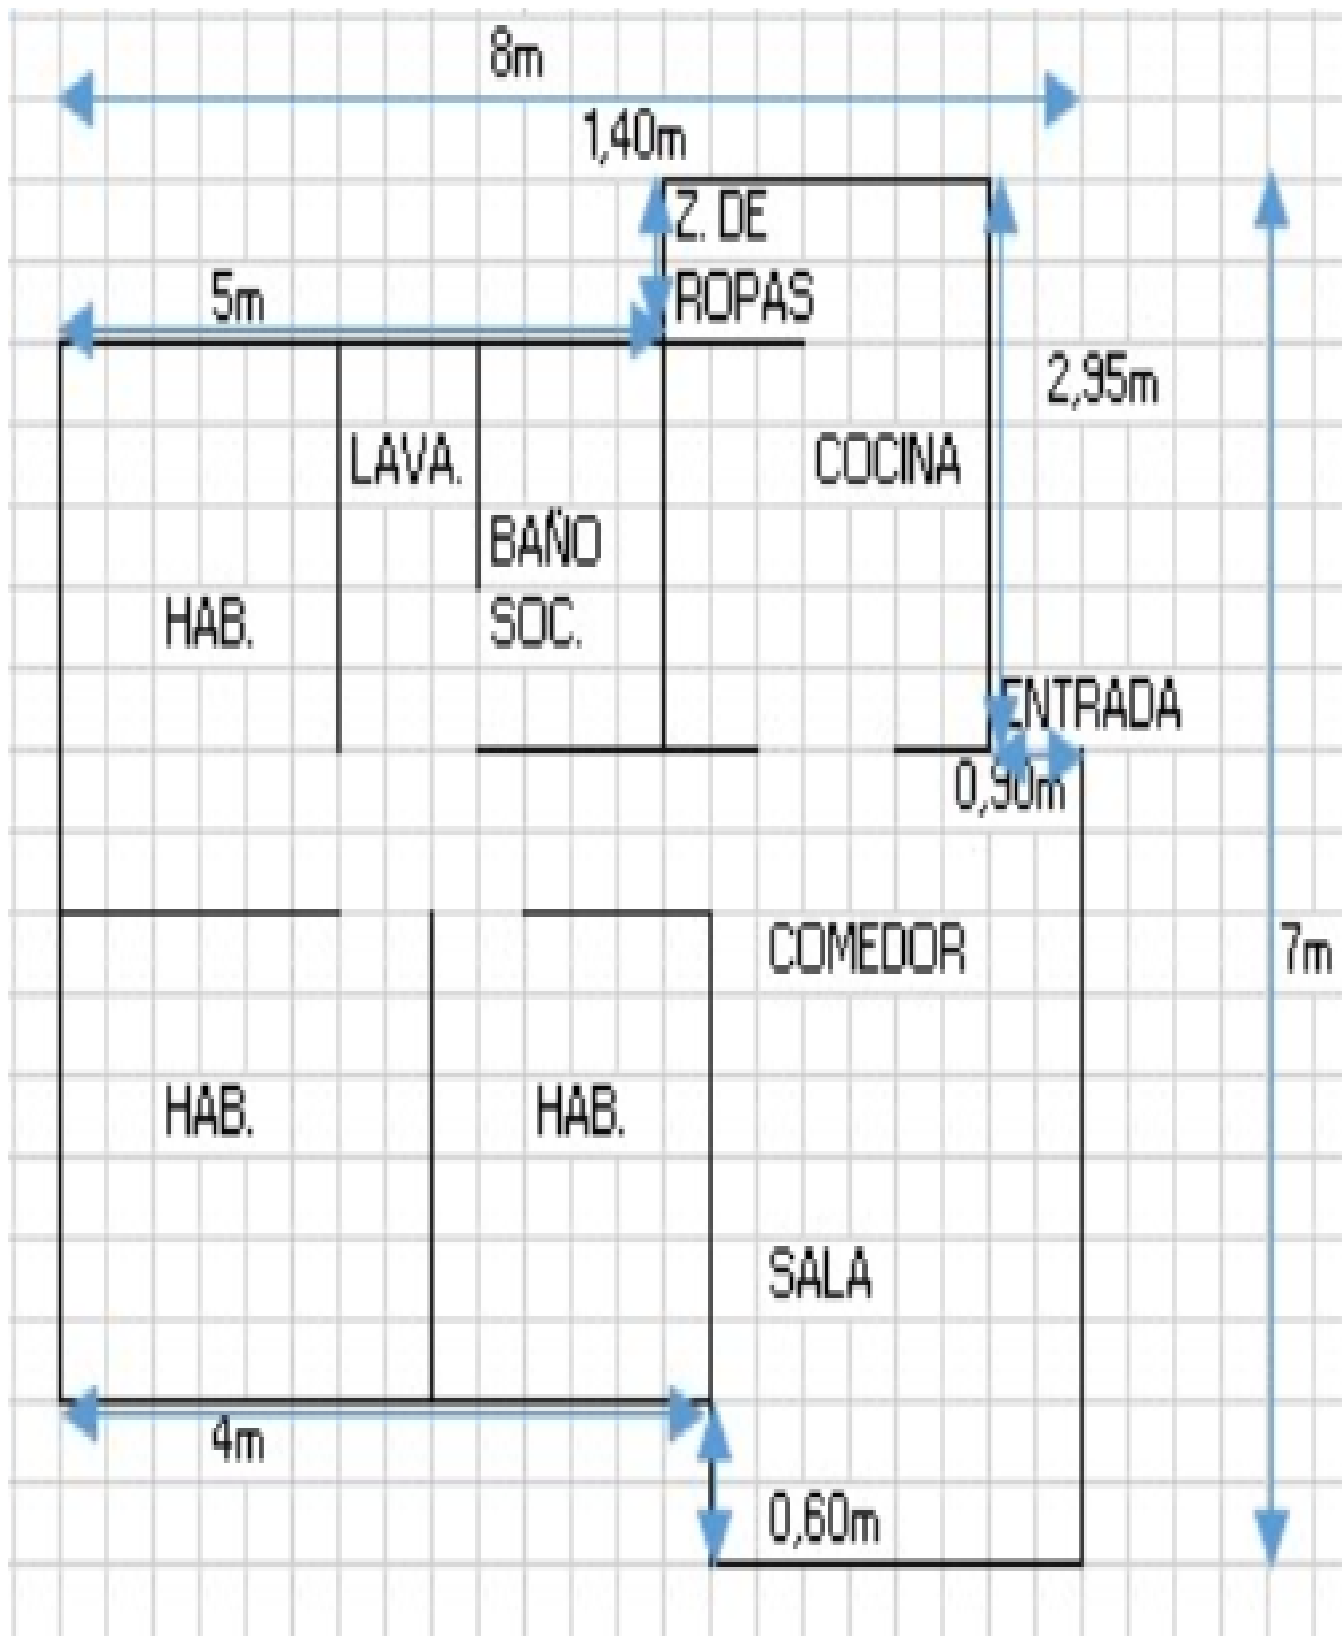 8m
1,40m
Z. DE
ROPAS
5m
2,95m
LAVA.
COCINA
BAÑO
SOC.
HAB.
ENTRADA
0,90m
COMEDOR
7m
HAB.
HAB.
SALA
4m
0,60m